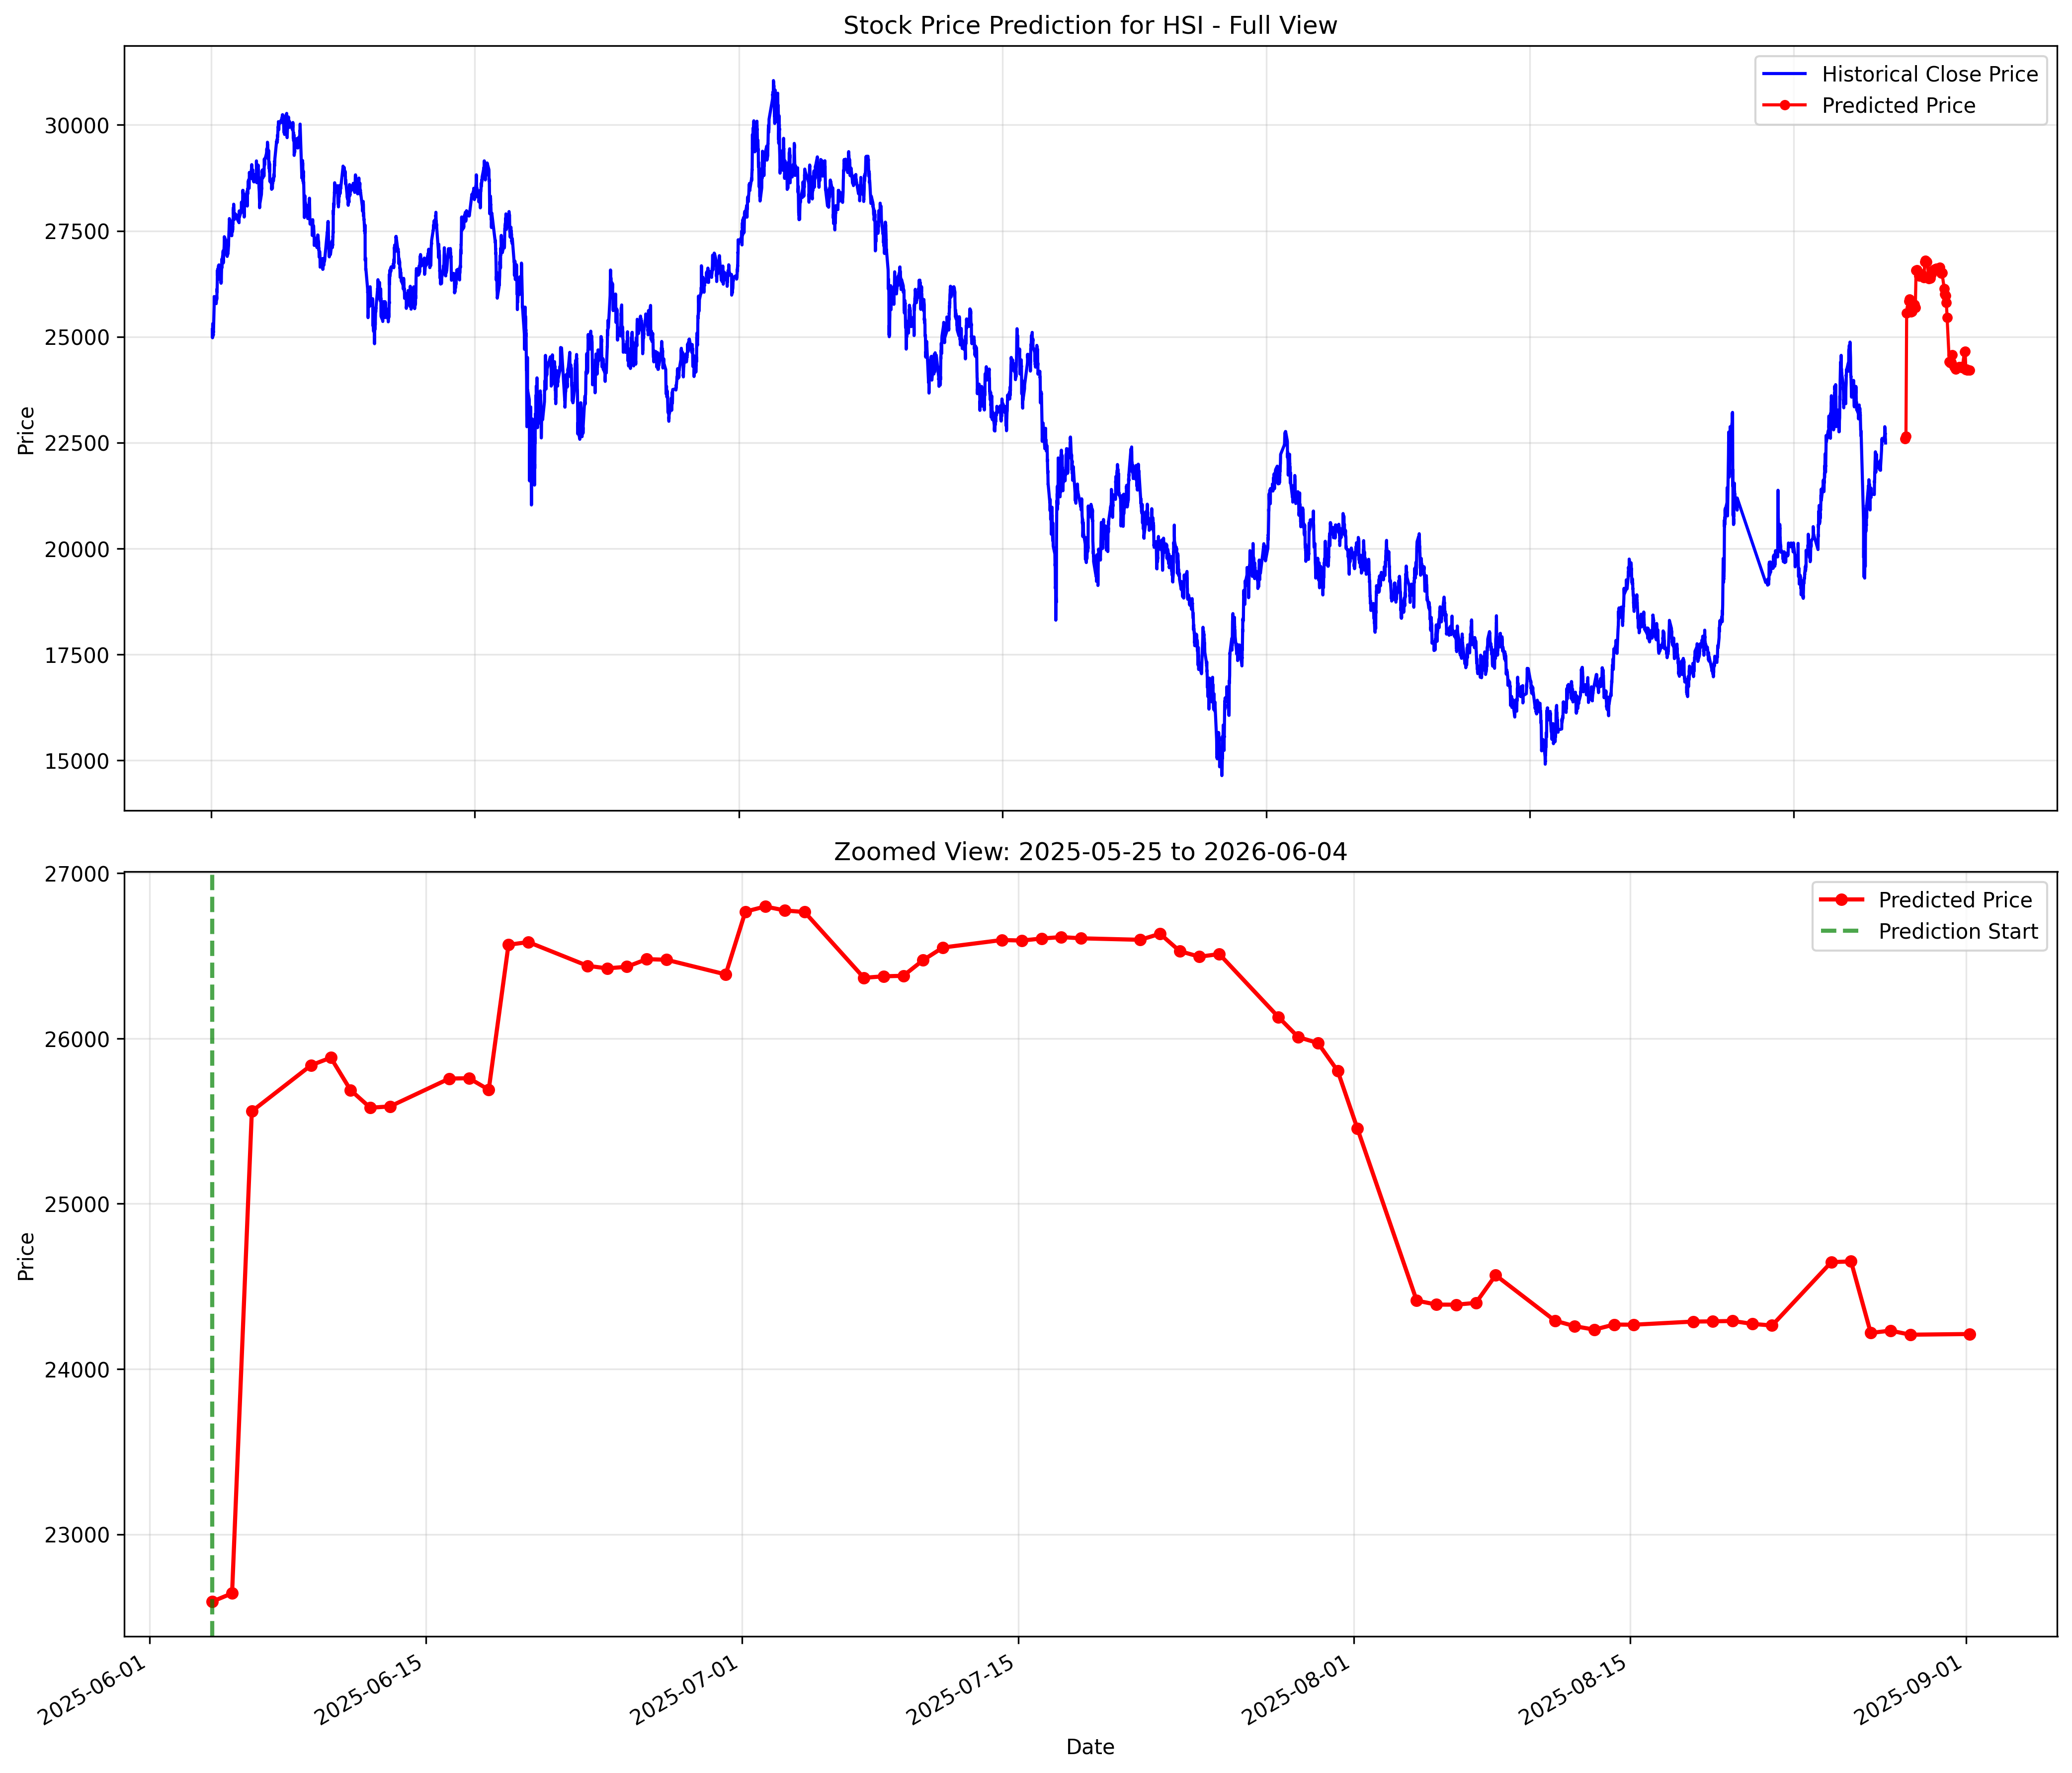 Stock Price Prediction for HSI - Full View
Historical Close Price
Predicted Price
30000
27500
25000
22500
20000
17500
15000
Price
Zoomed View: 2025-05-25 to 2026-06-04
Predicted Price
Prediction Start
27000
26000
25000
24000
23000
Price
2025-06-01
2025-06-15
2025-07-01
2025-07-15
2025-08-01
2025-08-15
2025-09-01
Date